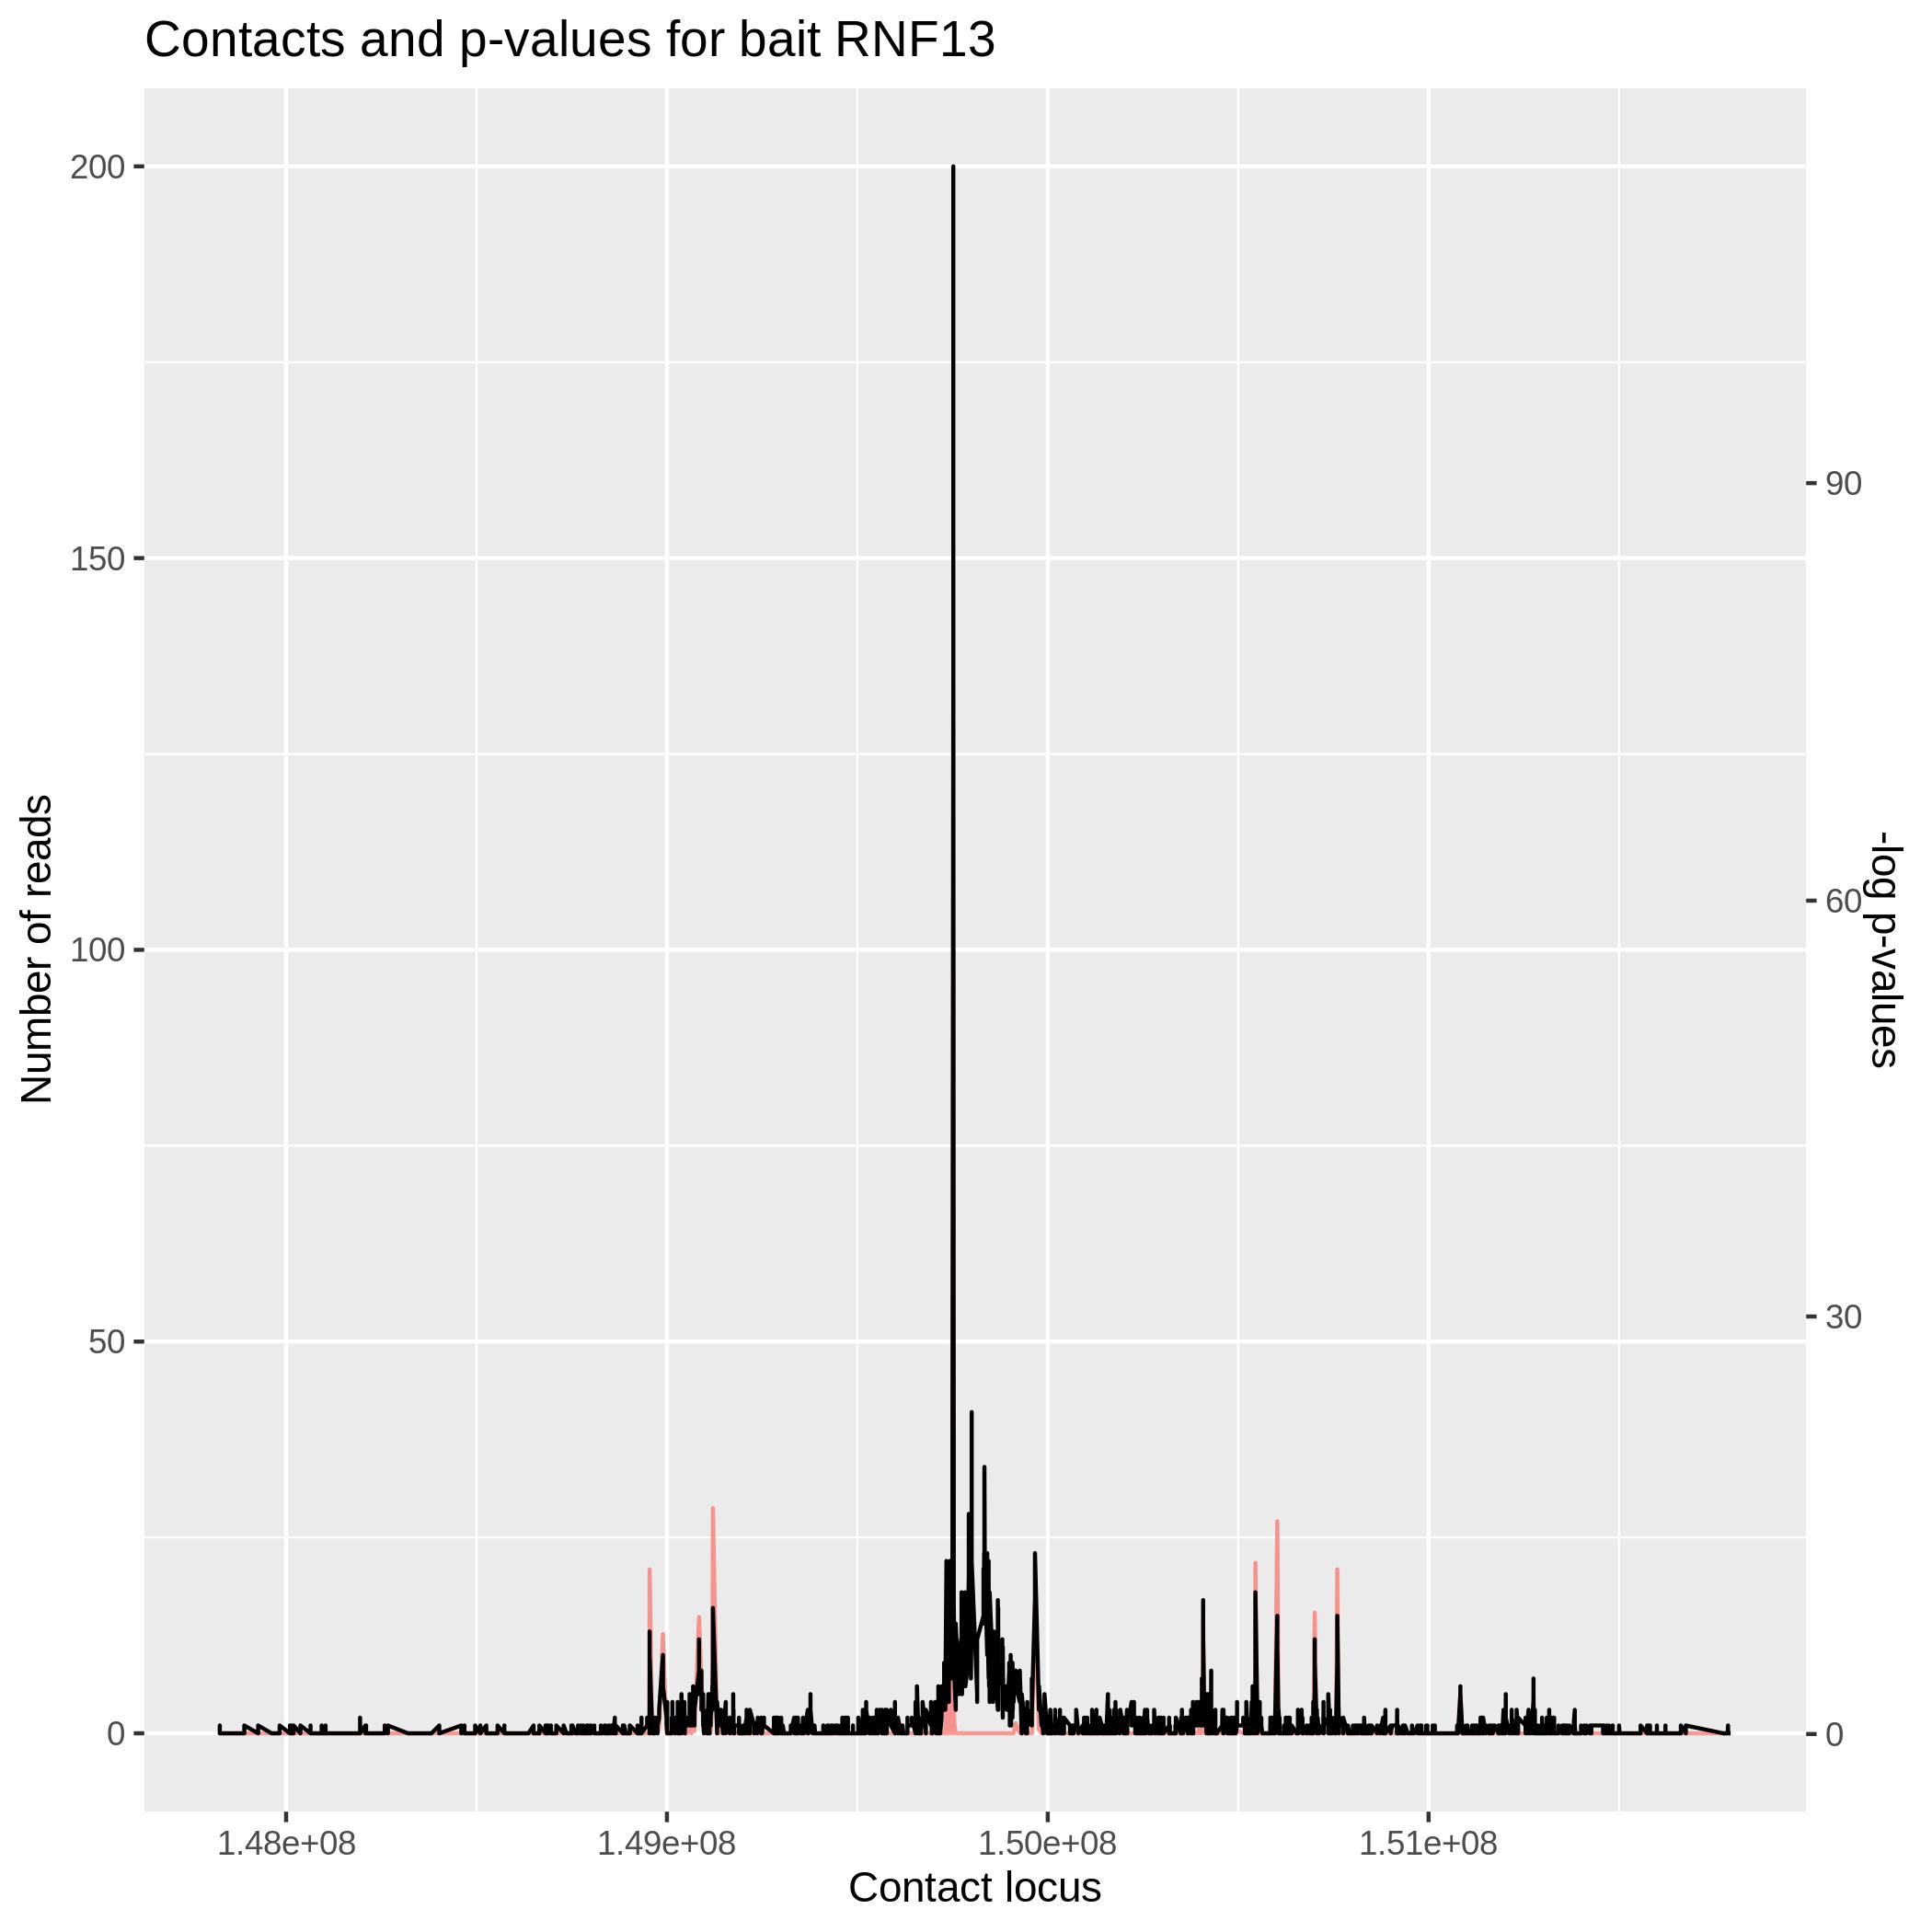 Contacts and p-values for bait RNF13
200
150
100
50
0
Number of reads
90
60
30
0
-log p-values
1.48e+08
1.49e+08
1.50e+08
1.51e+08
Contact locus